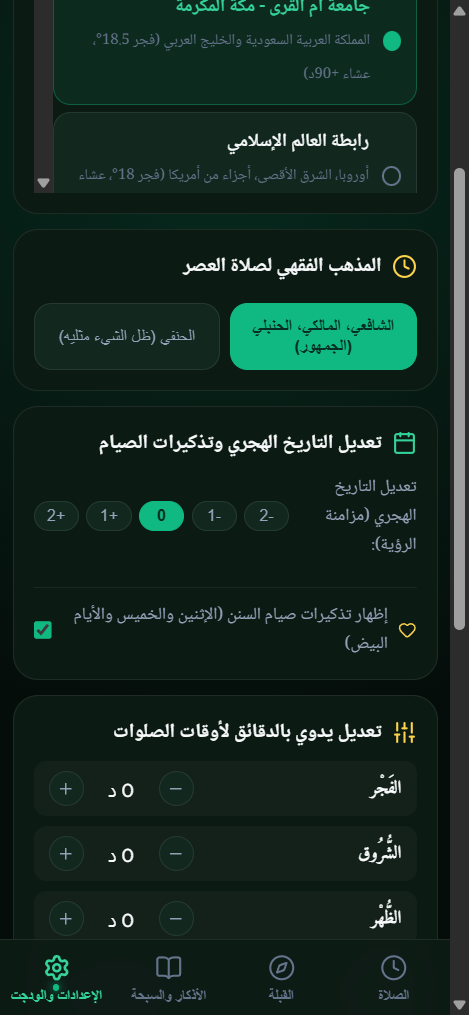 جامعة أم القرى - مكة المكرمة
المملكة العربية السعودية والخليج العربي (فجر 18.5°،
عشاء +90د)
رابطة العالم الإسلامي
أوروبا، الشرق الأقصى، أجزاء من أمريكا (فجر 18°، عشاء
المذهب الفقهي لصلاة العصر
الشافعي، المالكي، الحنبلي
(الجمهور)
الحنفي (ظل الشيء مثليه)
تعديل التاريخ الهجري وتذكيرات الصيام
تعديل التاريخ
الهجري (مزامنة
الرؤية):
-2
-1
0
+1
+2
إظهار تذكيرات صيام السنن (الإثنين والخميس والأيام
البيض)
تعديل يدوي بالدقائق لأوقات الصلوات
الفَجْر
− 0 د +
الشُّرُوق
− 0 د +
الظُّهْر
− 0 د +
الصلاة
القبلة
الأذكار والسبحة
الإعدادات والودجت